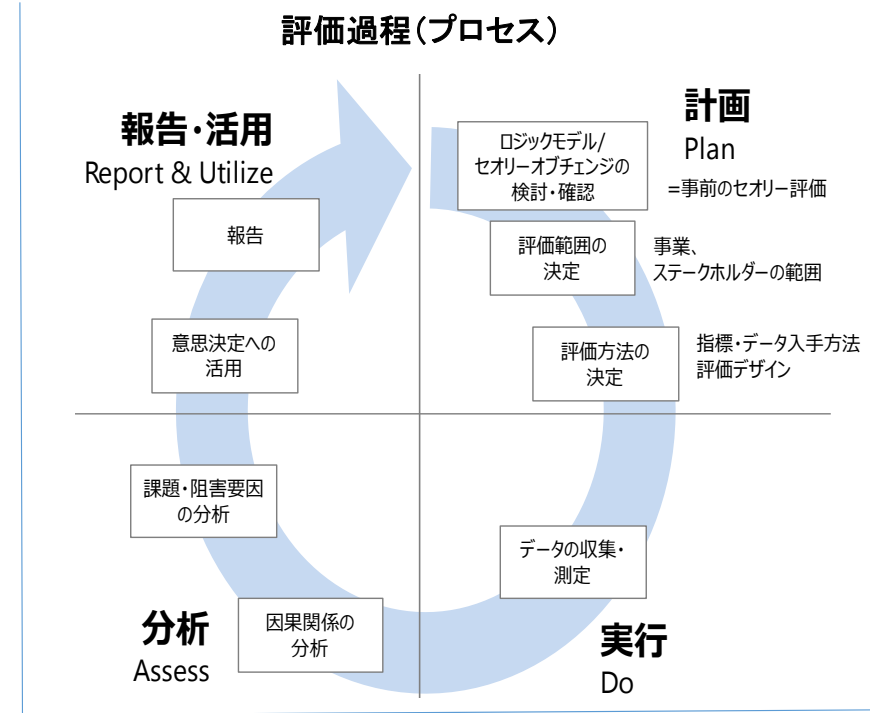 評価過程（プロセス）
計画
Plan
ロジックモデル/
セオリーオブチェンジの
検討・確認
=事前のセオリー評価
評価範囲の
決定
事業、
ステークホルダーの範囲
評価方法の
決定
指標・データ入手方法
評価デザイン
データの収集・
測定
実行
Do
因果関係の
分析
分析
Assess
課題・阻害要因
の分析
意思決定への
活用
報告
報告・活用
Report & Utilize